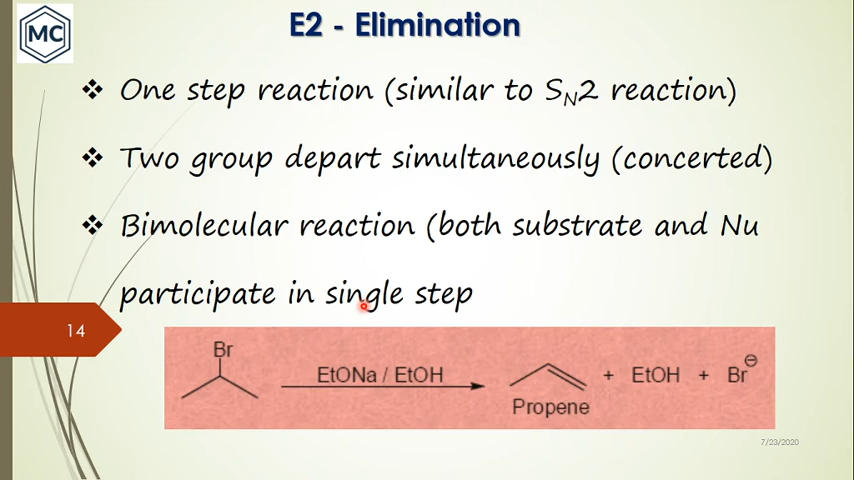 MC
E2 - Elimination
❖ One step reaction (similar to SN2 reaction)
❖ Two group depart simultaneously (concerted)
❖ Bimolecular reaction (both substrate and Nu
participate in single step
14
Br
EtONa / EtOH
+ EtOH + Br⊖
Propene
7/23/2020